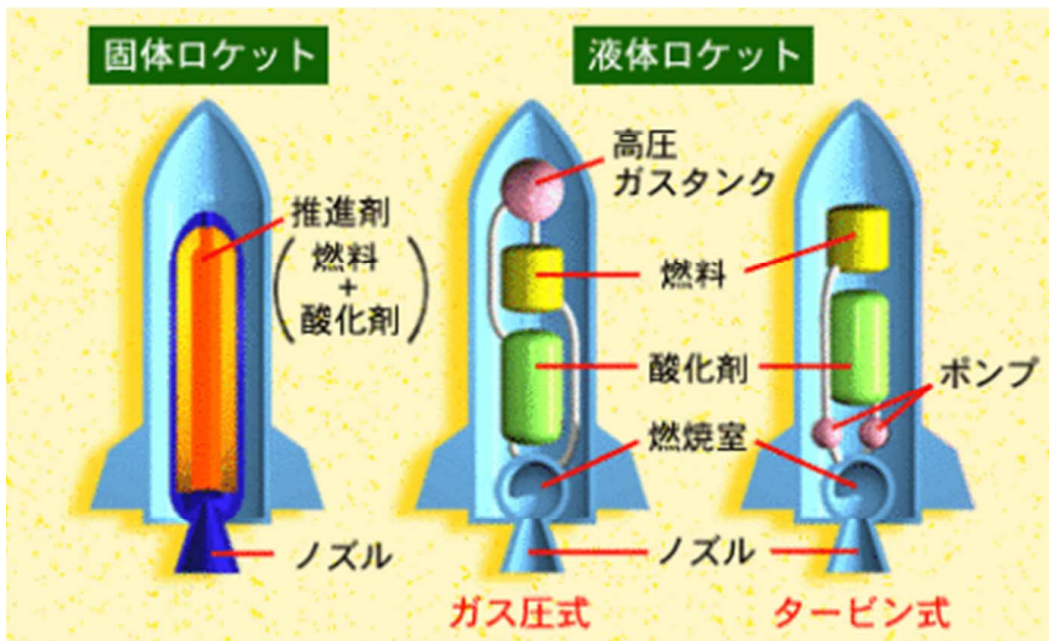 固体ロケット
液体ロケット
推進剤
(燃料
+
酸化剤)
ノズル
高圧
ガスタンク
燃料
酸化剤
ポンプ
燃焼室
ノズル
ガス圧式
タービン式